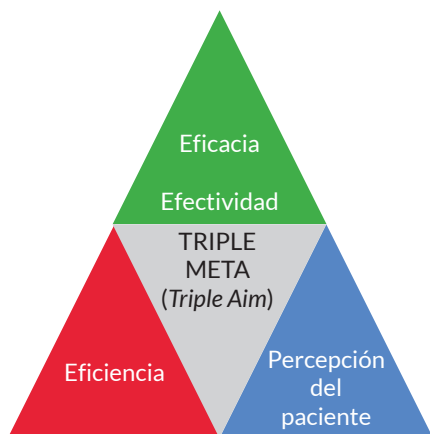 Eficacia
Efectividad
TRIPLE
META
(Triple Aim)
Eficiencia
Percepción
del
paciente